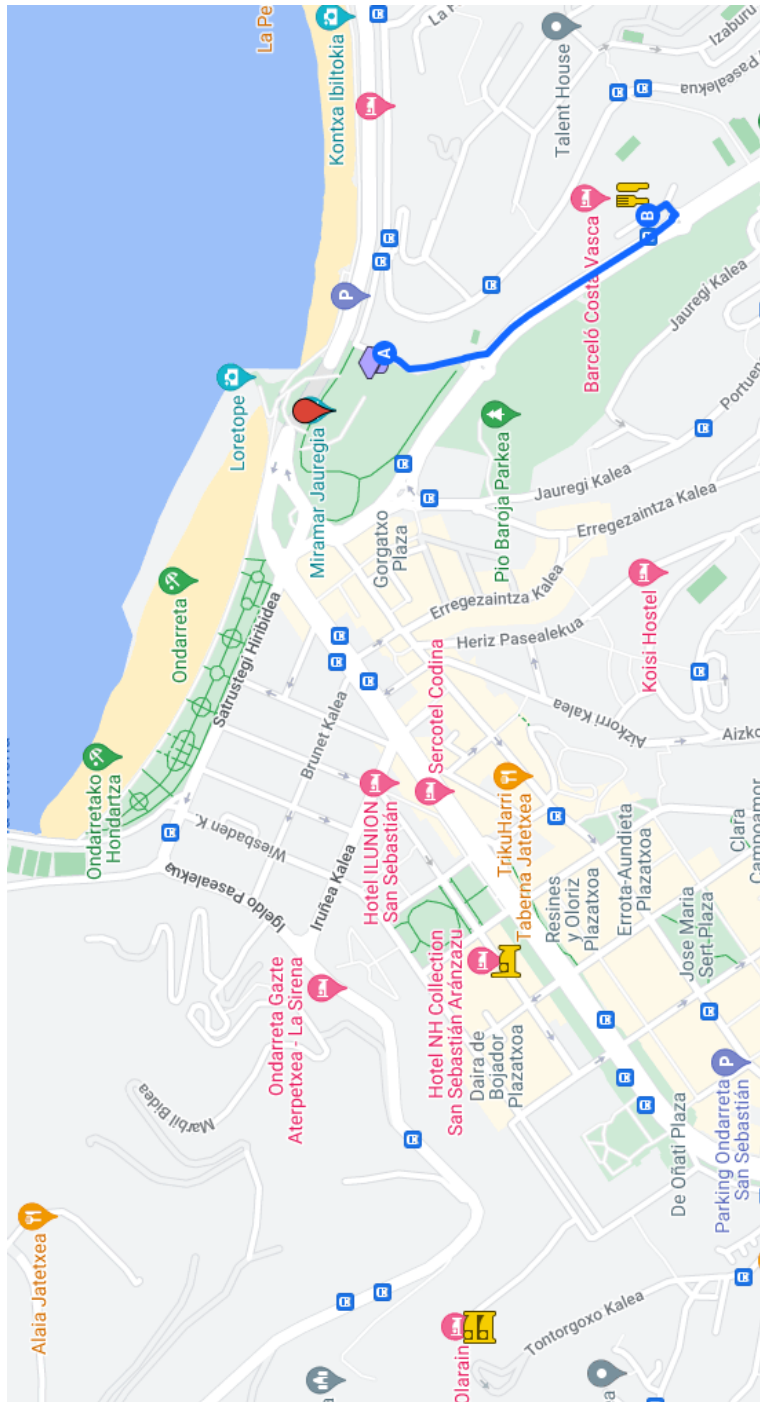 Alaia Jatetxea
Ondarretako
Hondartza
Ondarreta
Marbil Bidea
Igeldo Pasealekua
Satrustegi Hiribidea
Loretope
La Pe
Kontxa Ibiltokia
Ondarreta Gazte
Aterpetxea - La Sirena
Wiesbaden K.
Iruñea Kalea
Brunet Kalea
Miramar Jauregia
P
A
Hotel ILUNION
San Sebastián
Gorgatxo
Plaza
Hotel NH Collection
San Sebastián Aránzazu
Sercotel Codina
Erregezaintza Kalea
Heriz Pasealekua
Olarain
Daira de
Bojador
Plazatxoa
TrikuHarri
Taberna Jatetxea
Pio Baroja Parkea
Aizkorri Kalea
Jauregi Kalea
Erregezaintza Kalea
Barceló Costa Vasca
B
Talent House
Resines
y Oloriz
Plazatxoa
Errota-Aundieta
Plazatxoa
Koisi Hostel
Tontorgoxo Kalea
De Oñati Plaza
Jose Maria
Sert-Plaza
Jauregi Kalea
Portuen
Pasealekua
Izaburu
Parking Ondarreta
San Sebastián
P
Clara
Campoamor
Aizko